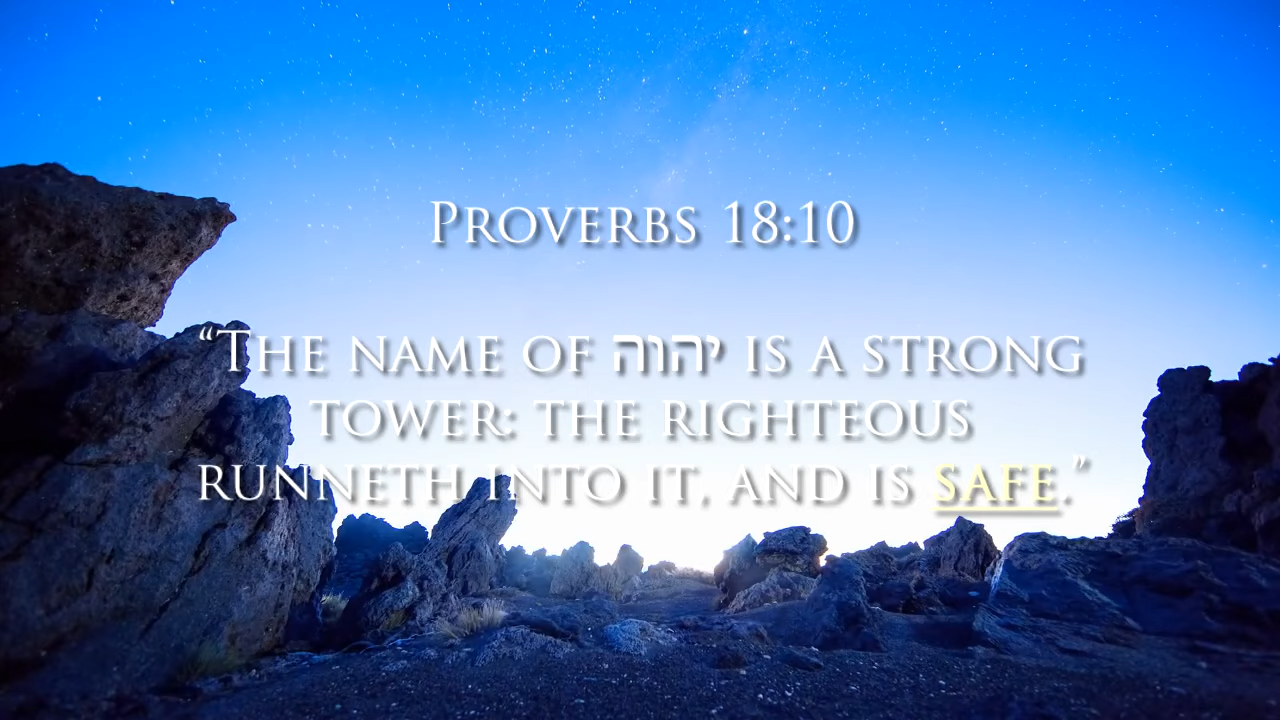 Proverbs 18:10
“The name of יהוה is a strong
tower: the righteous
runneth into it, and is safe.”